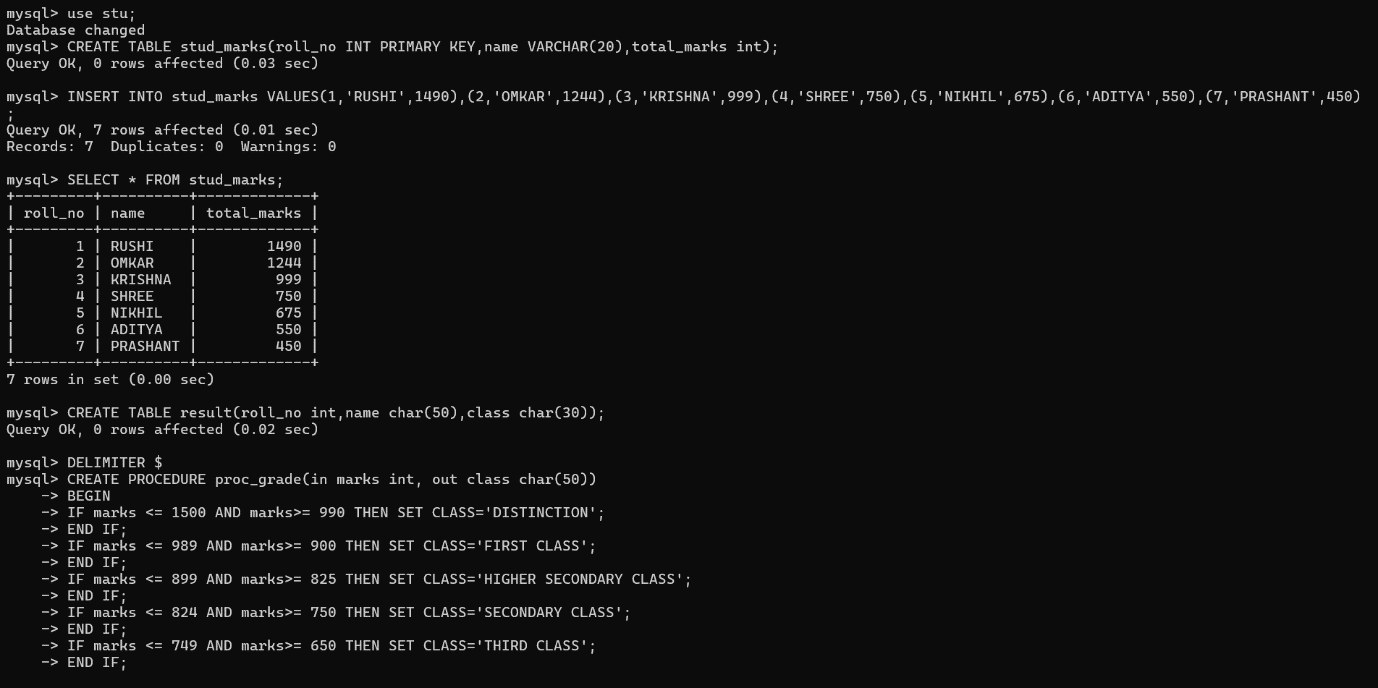 mysql> use stu;
Database changed
mysql> CREATE TABLE stud_marks(roll_no INT PRIMARY KEY,name VARCHAR(20),total_marks int);
Query OK, 0 rows affected (0.03 sec)

mysql> INSERT INTO stud_marks VALUES(1,'RUSHI',1490),(2,'OMKAR',1244),(3,'KRISHNA',999),(4,'SHREE',750),(5,'NIKHIL',675),(6,'ADITYA',550),(7,'PRASHANT',450)
;
Query OK, 7 rows affected (0.01 sec)
Records: 7  Duplicates: 0  Warnings: 0

mysql> SELECT * FROM stud_marks;
+---------+----------+-------------+
| roll_no | name     | total_marks |
+---------+----------+-------------+
|       1 | RUSHI    |        1490 |
|       2 | OMKAR    |        1244 |
|       3 | KRISHNA  |         999 |
|       4 | SHREE    |         750 |
|       5 | NIKHIL   |         675 |
|       6 | ADITYA   |         550 |
|       7 | PRASHANT |         450 |
+---------+----------+-------------+
7 rows in set (0.00 sec)

mysql> CREATE TABLE result(roll_no int,name char(50),class char(30));
Query OK, 0 rows affected (0.02 sec)

mysql> DELIMITER $
mysql> CREATE PROCEDURE proc_grade(in marks int, out class char(50))
    -> BEGIN
    -> IF marks <= 1500 AND marks>= 990 THEN SET CLASS='DISTINCTION';
    -> END IF;
    -> IF marks <= 989 AND marks>= 900 THEN SET CLASS='FIRST CLASS';
    -> END IF;
    -> IF marks <= 899 AND marks>= 825 THEN SET CLASS='HIGHER SECONDARY CLASS';
    -> END IF;
    -> IF marks <= 824 AND marks>= 750 THEN SET CLASS='SECONDARY CLASS';
    -> END IF;
    -> IF marks <= 749 AND marks>= 650 THEN SET CLASS='THIRD CLASS';
    -> END IF;